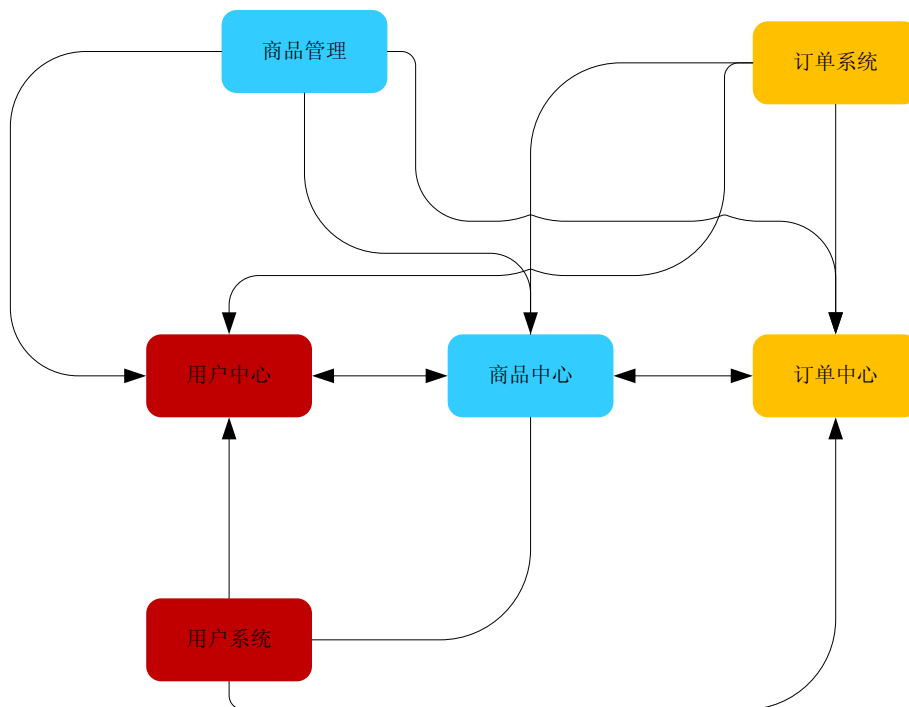 商品管理
订单系统
用户中心
商品中心
订单中心
用户系统